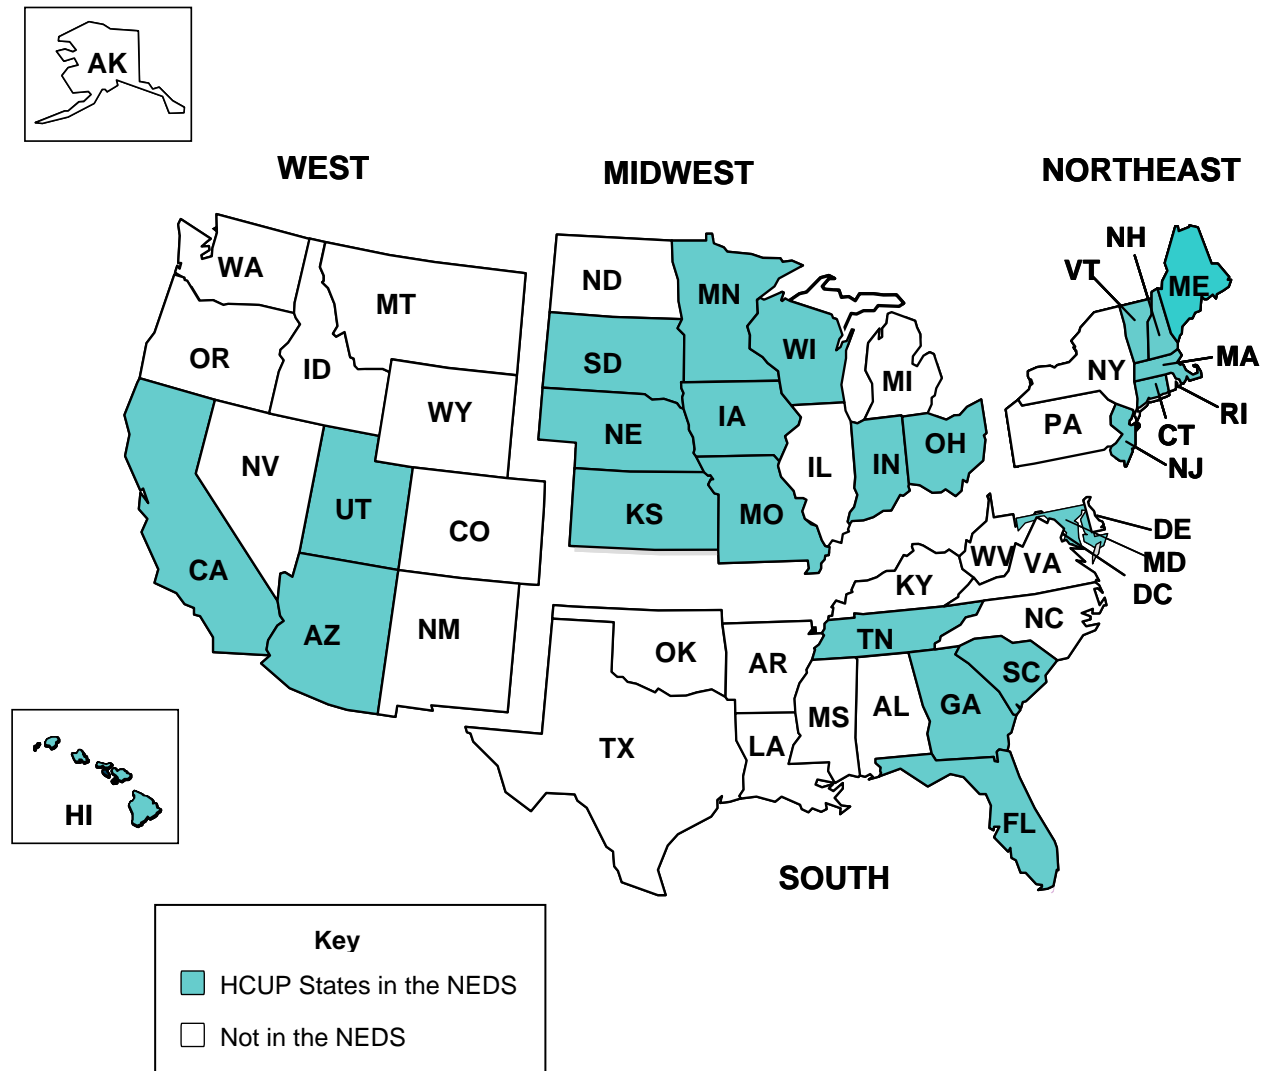 AK
WEST
MIDWEST
NORTHEAST
NH
VT
ME
WA
MT
ND
MN
OR
ID
WI
SD
MI
NY
MA
WY
RI
NE
IA
PA
CT
NV
IL
IN
OH
NJ
UT
CO
KS
MO
DE
WV
VA
MD
CA
KY
DC
AZ
NM
TN
NC
OK
AR
SC
MS
AL
GA
TX
LA
HI
FL
SOUTH
Key
HCUP States in the NEDS
Not in the NEDS